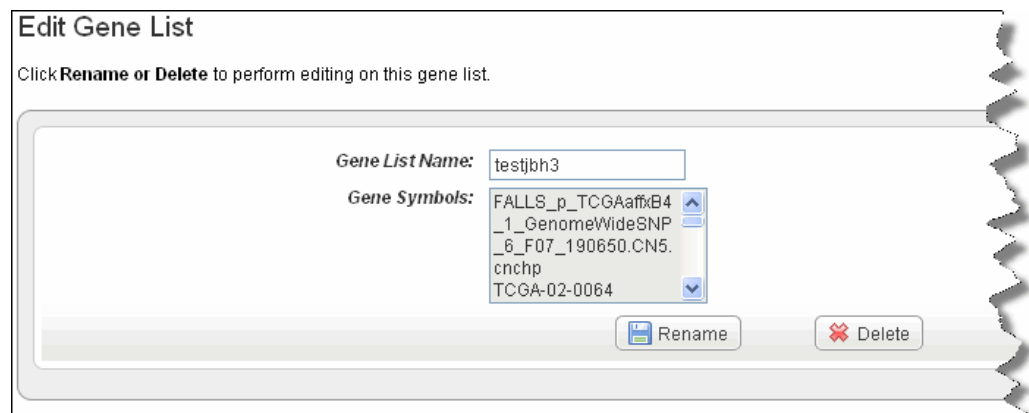 Edit Gene List
Click Rename or Delete to perform editing on this gene list.
Gene List Name: testjbh3
Gene Symbols: FALLS_p_TCGAaffxB4
_1_GenomeWideSNP
_6_F07_190650.CN5.
cnchp
TCGA-02-0064
Rename Delete